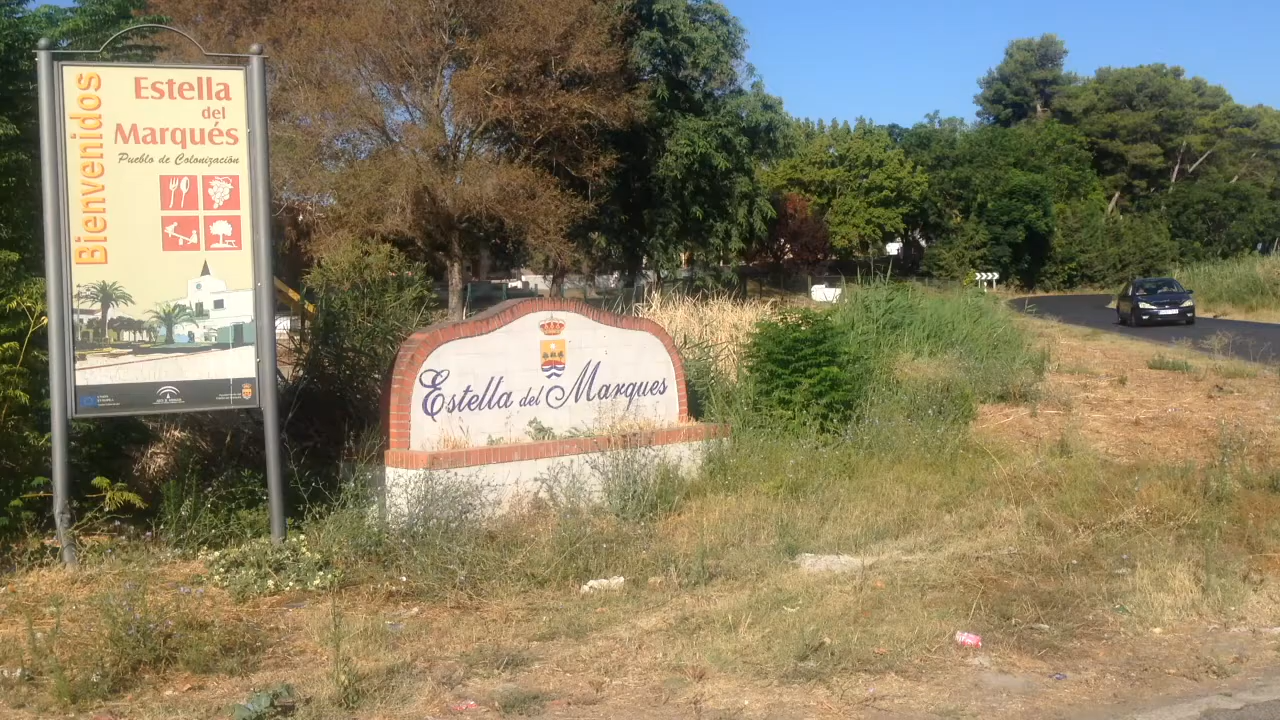 Bienvenidos
Estella
del
Marqués
Pueblo de Colonización
Estella del Marques